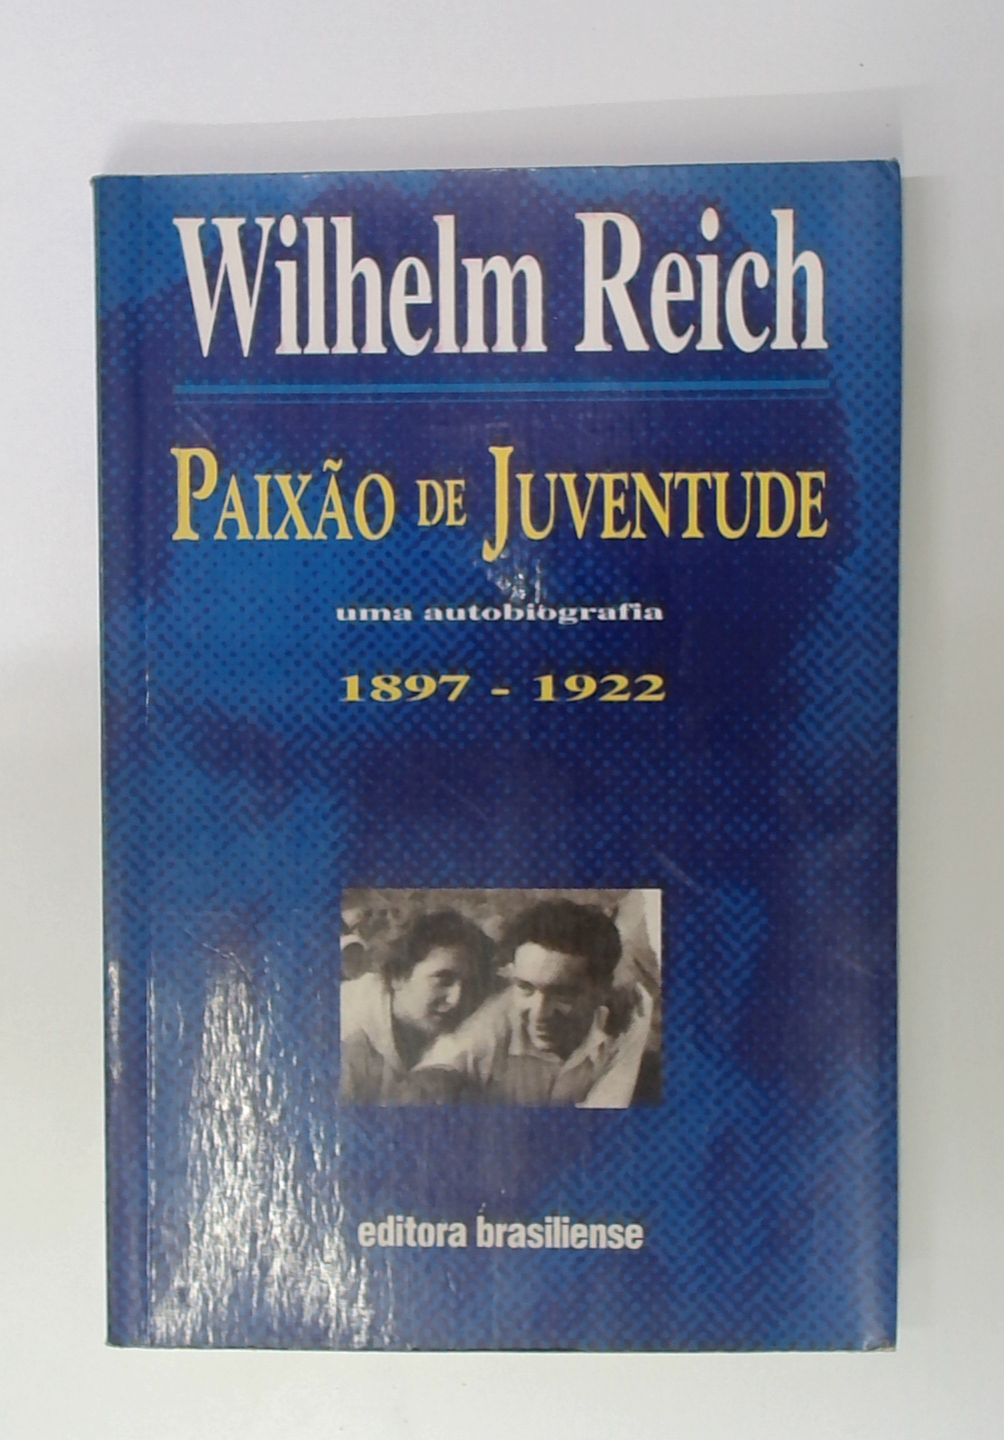 Wilhelm Reich
PAIXÃO DE JUVENTUDE
uma autobiografia
1897 - 1922
editora brasiliense